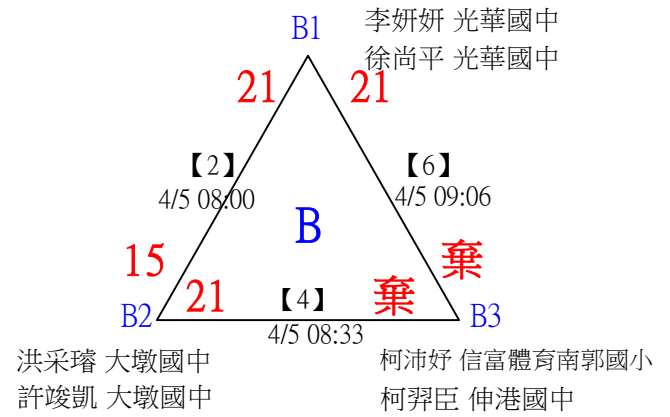 李妍妍 光華國中
B1
徐尚平 光華國中
21
21
【2】
【6】
4/5 08:00
4/5 09:06
B
15
棄
21
【4】
棄
B2
B3
4/5 08:33
洪采璿 大墩國中
柯沛妤 信富體育南郭國小
許竣凱 大墩國中
柯羿臣 伸港國中